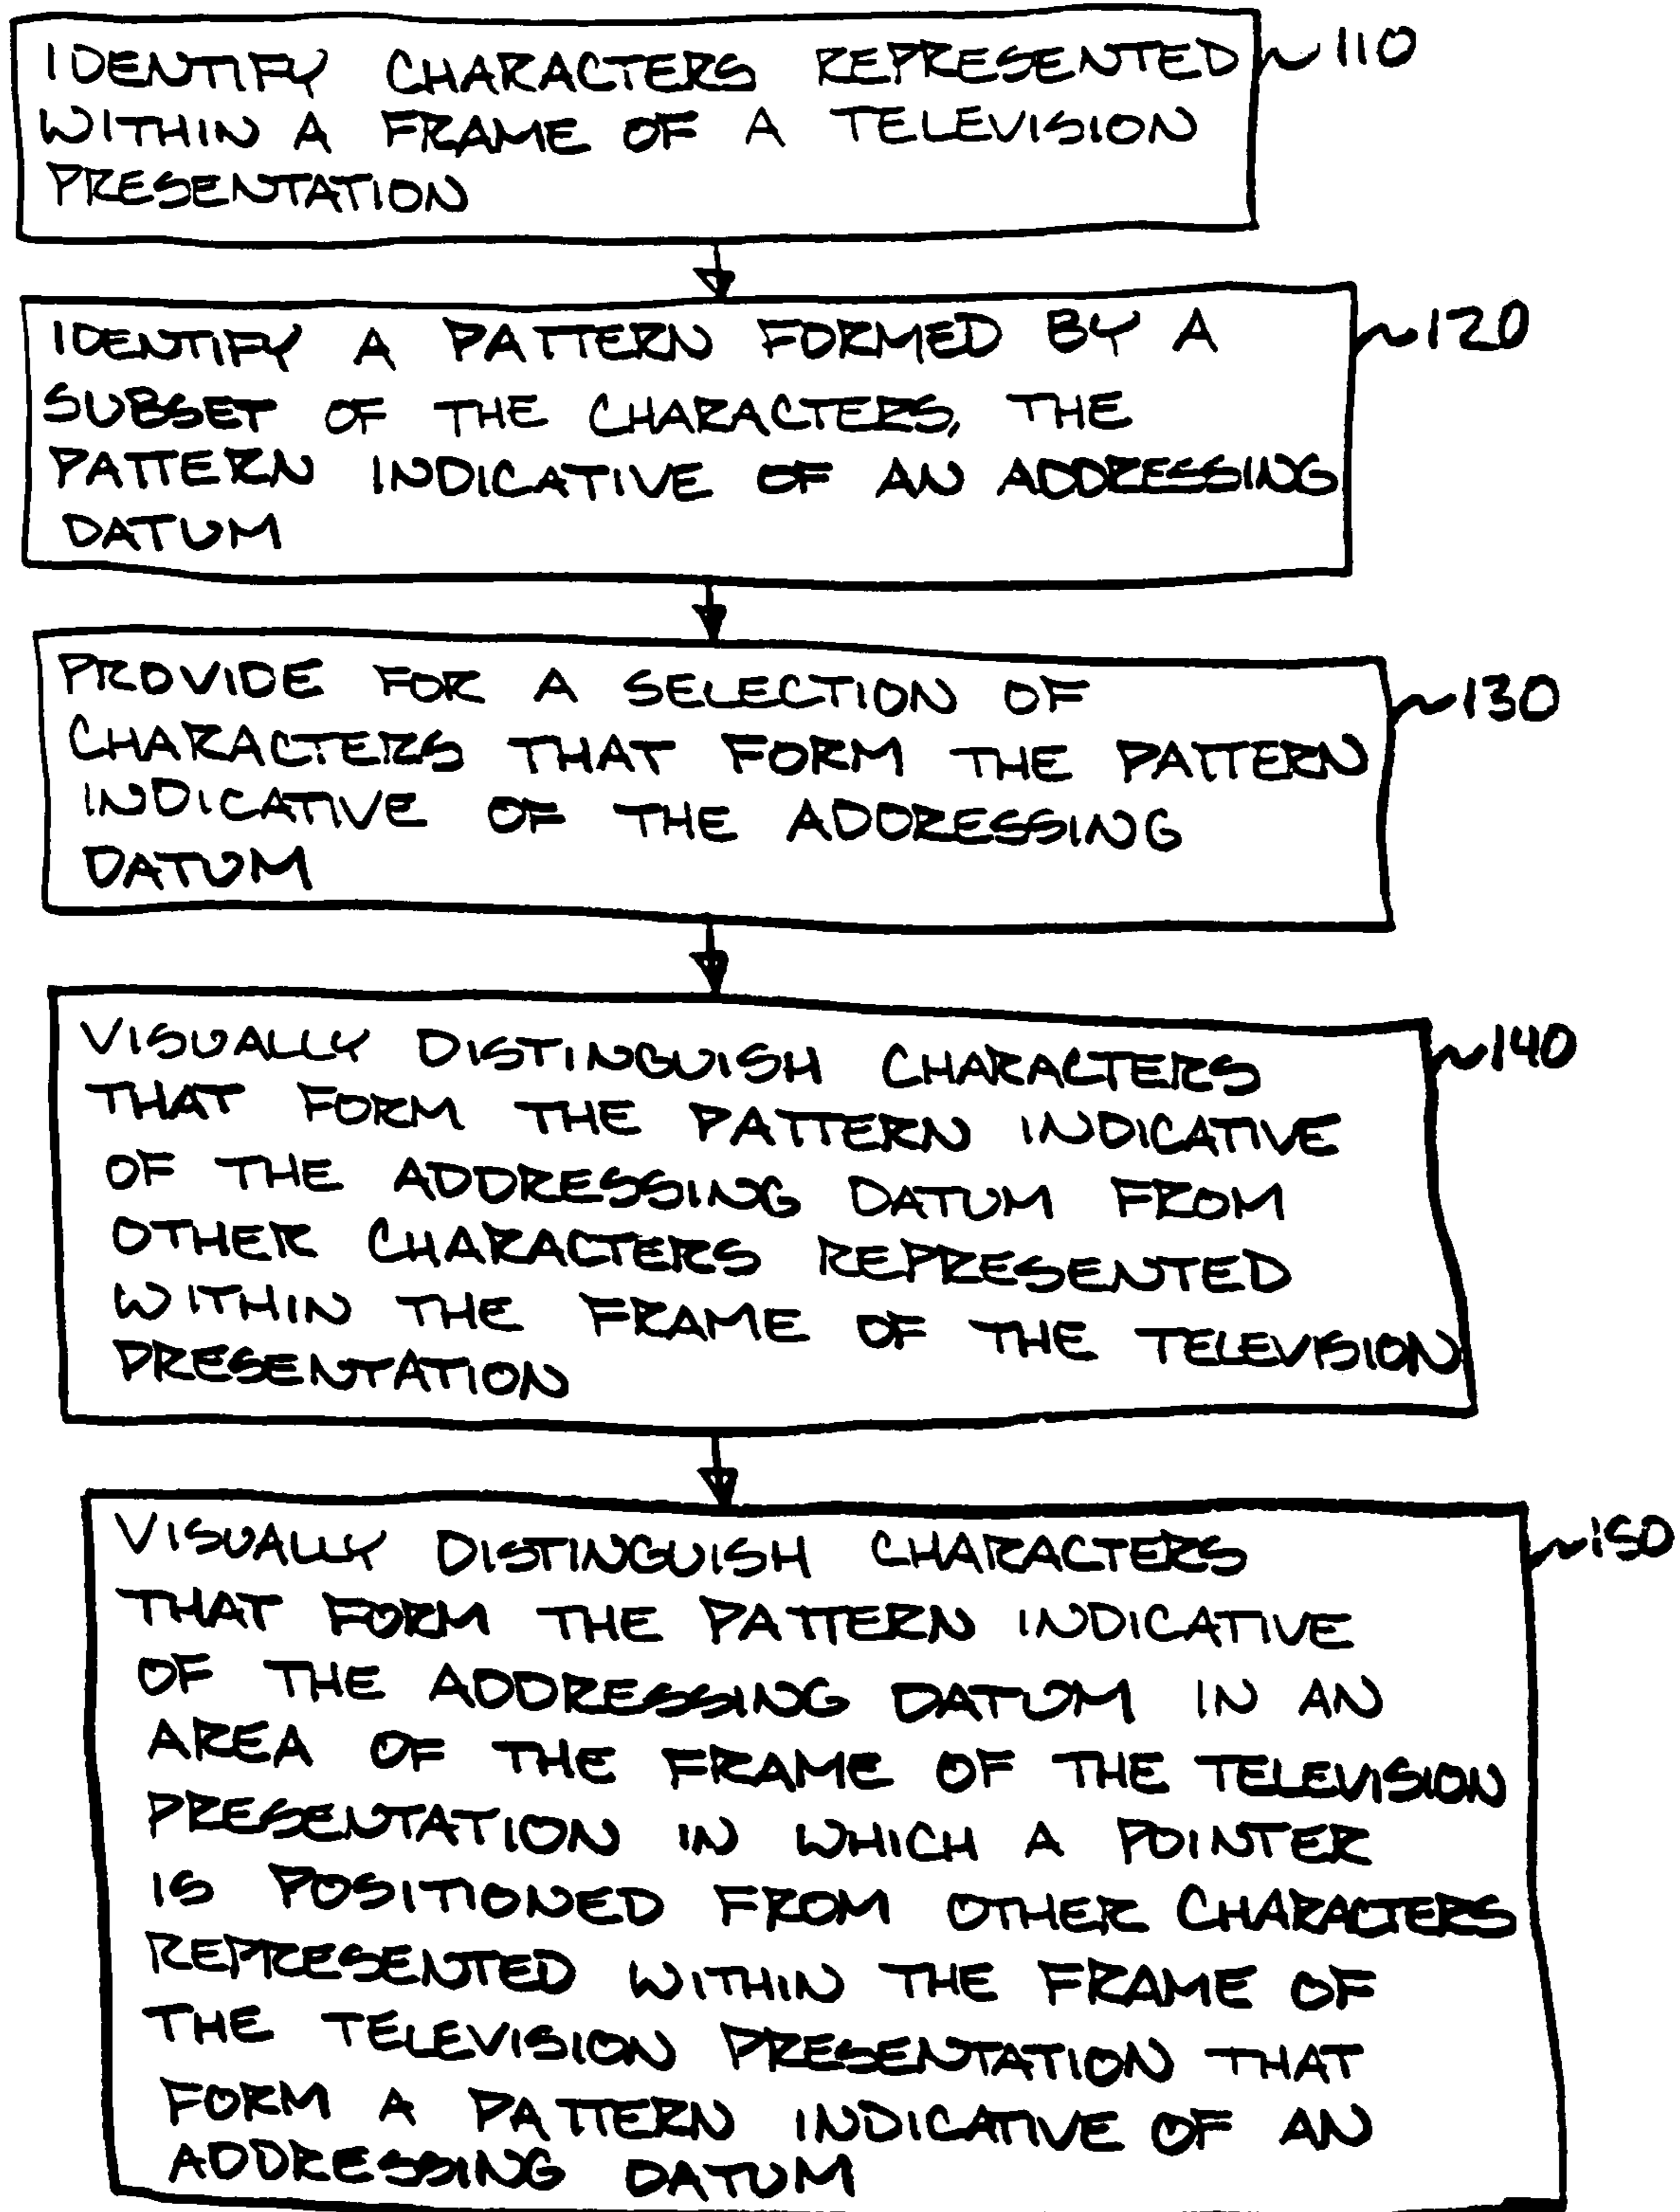 IDENTIFY CHARACTERS REPRESENTED ~110
WITHIN A FRAME OF A TELEVISION
PRESENTATION
IDENTIFY A PATTERN FORMED BY A ~120
SUBSET OF THE CHARACTERS, THE
PATTERN INDICATIVE OF AN ADDRESSING
DATUM
PROVIDE FOR A SELECTION OF ~130
CHARACTERS THAT FORM THE PATTERN
INDICATIVE OF THE ADDRESSING
DATUM
VISUALLY DISTINGUISH CHARACTERS ~140
THAT FORM THE PATTERN INDICATIVE
OF THE ADDRESSING DATUM FROM
OTHER CHARACTERS REPRESENTED
WITHIN THE FRAME OF THE TELEVISION
PRESENTATION
VISUALLY DISTINGUISH CHARACTERS ~150
THAT FORM THE PATTERN INDICATIVE
OF THE ADDRESSING DATUM IN AN
AREA OF THE FRAME OF THE TELEVISION
PRESENTATION IN WHICH A POINTER
IS POSITIONED FROM OTHER CHARACTERS
REPRESENTED WITHIN THE FRAME OF
THE TELEVISION PRESENTATION THAT
FORM A PATTERN INDICATIVE OF AN
ADDRESSING DATUM